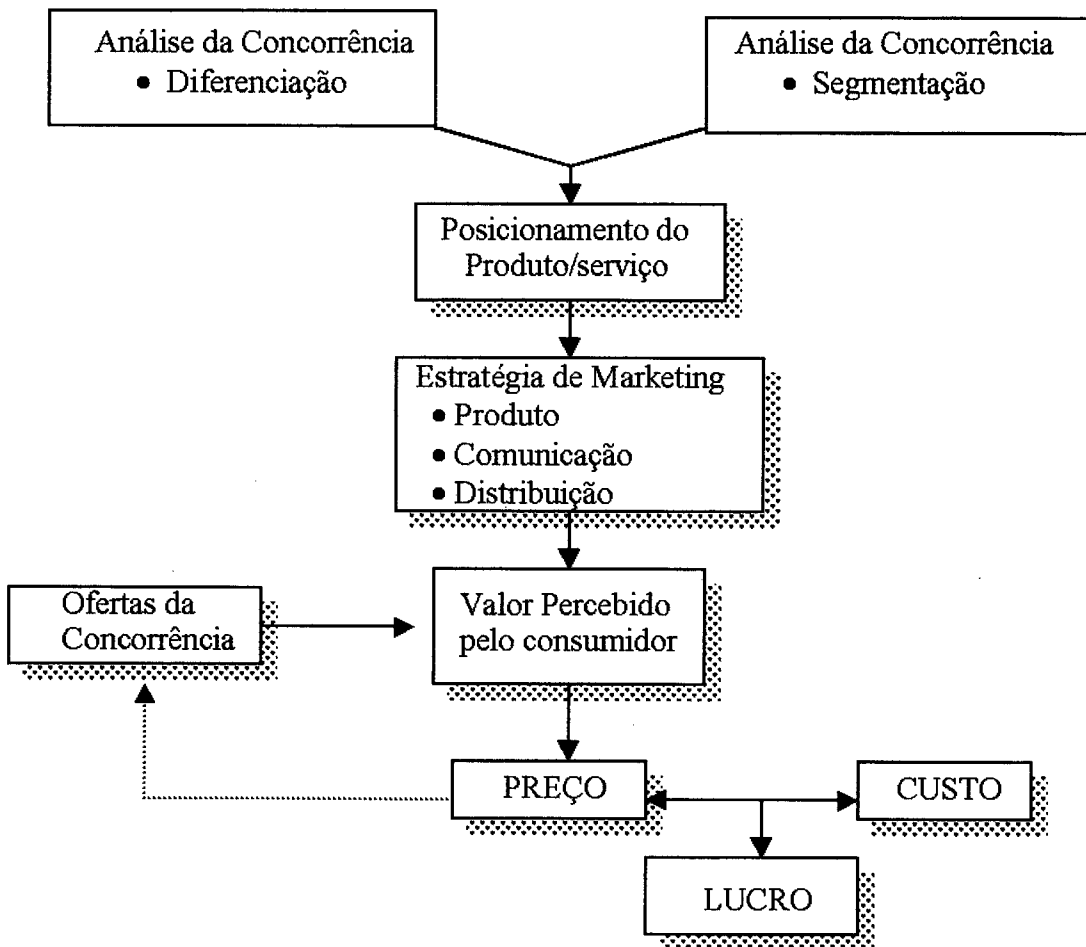 Análise da Concorrência
• Diferenciação
Análise da Concorrência
• Segmentação
Posicionamento do
Produto/serviço
Estratégia de Marketing
• Produto
• Comunicação
• Distribuição
Ofertas da
Concorrência
Valor Percebido
pelo consumidor
PREÇO
CUSTO
LUCRO